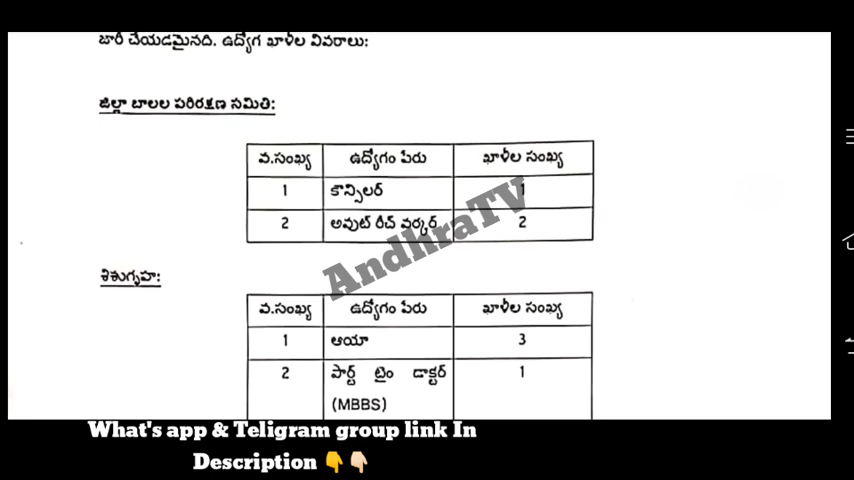 జారీ చేయడమైనది. ఉద్యోగ ఖాళీల వివరాలు:
జిల్లా బాలల పరిరక్షణ సమితి:
వ.సంఖ్య ఉద్యోగం పేరు ఖాళీల సంఖ్య
1 కౌన్సిలర్ 1
2 అవుట్ రీచ్ వర్కర్ 2
AndhraTV
శిశుగృహ:
వ.సంఖ్య ఉద్యోగం పేరు ఖాళీల సంఖ్య
1 ఆయా 3
2 పార్ట్ టైం డాక్టర్ 1
(MBBS)
What's app & Teligram group link In
Description 👇👇🏻